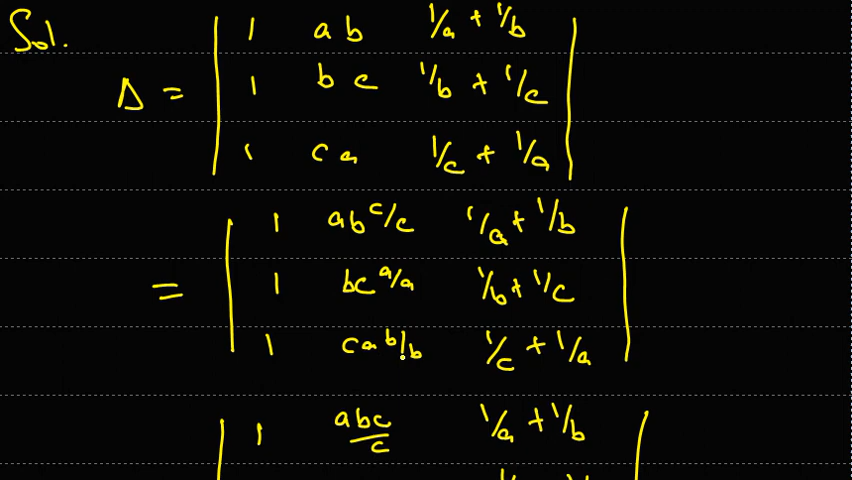 Sol.
| 1 ab 1/a + 1/b |
Δ = | 1 bc 1/b + 1/c |
| 1 ca 1/c + 1/a |
| 1 ab c/c 1/a + 1/b |
= | 1 bc a/a 1/b + 1/c |
| 1 ca b/b 1/c + 1/a |
| 1 abc/c 1/a + 1/b |